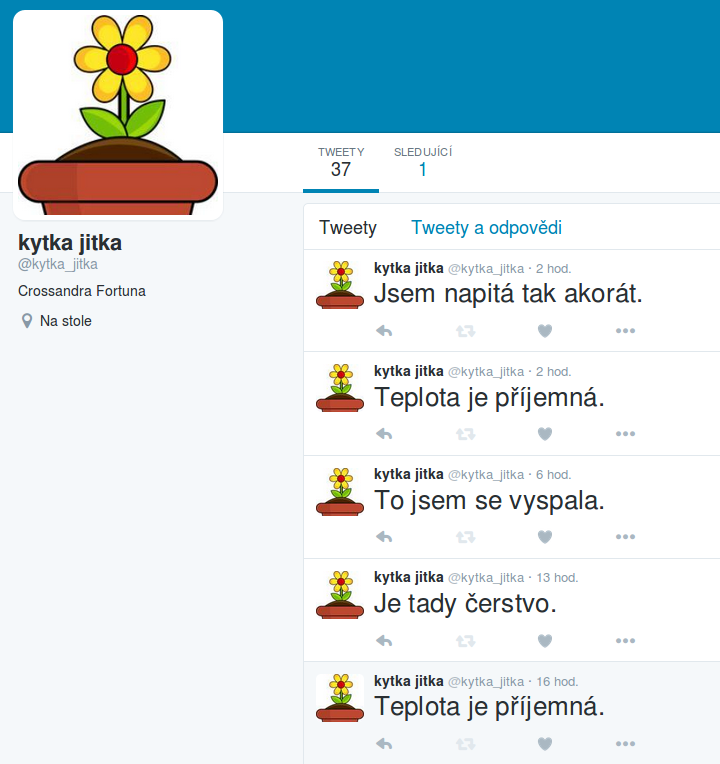 TWEETY SLEDUJÍCÍ
37 1
kytka jitka
@kytka_jitka
Crossandra Fortuna
Na stole
Tweety Tweety a odpovědi
kytka jitka @kytka_jitka · 2 hod.
Jsem napitá tak akorát.
kytka jitka @kytka_jitka · 2 hod.
Teplota je příjemná.
kytka jitka @kytka_jitka · 6 hod.
To jsem se vyspala.
kytka jitka @kytka_jitka · 13 hod.
Je tady čerstvo.
kytka jitka @kytka_jitka · 16 hod.
Teplota je příjemná.